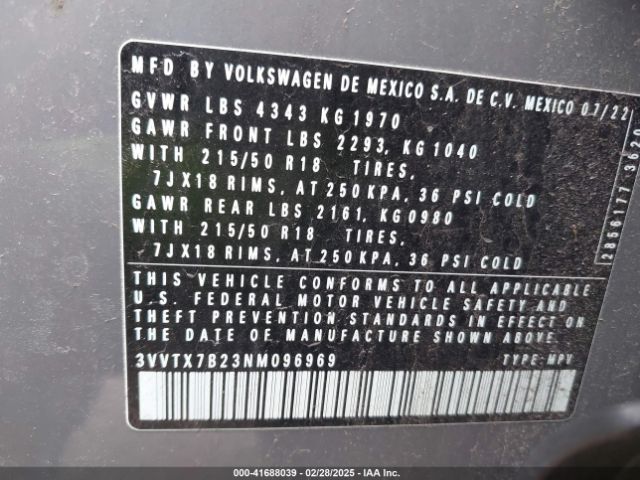 MFD BY VOLKSWAGEN DE MEXICO S.A. DE C.V. MEXICO 07/22
GVWR LBS 4343 KG 1970
GAWR FRONT LBS 2293, KG 1040
WITH 215/50 R18 TIRES,
7JX18 RIMS, AT 250 KPA, 36 PSI COLD
GAWR REAR LBS 2161, KG 0980
WITH 215/50 R18 TIRES,
7JX18 RIMS, AT 250 KPA, 36 PSI COLD
THIS VEHICLE CONFORMS TO ALL APPLICABLE
U.S. FEDERAL MOTOR VEHICLE SAFETY AND
THEFT PREVENTION STANDARDS IN EFFECT ON
THE DATE OF MANUFACTURE SHOWN ABOVE
3VVTX7B23NM096969 TYPE:MPV
2856177
000-41688039 / 02/28/2025 / IAA Inc.